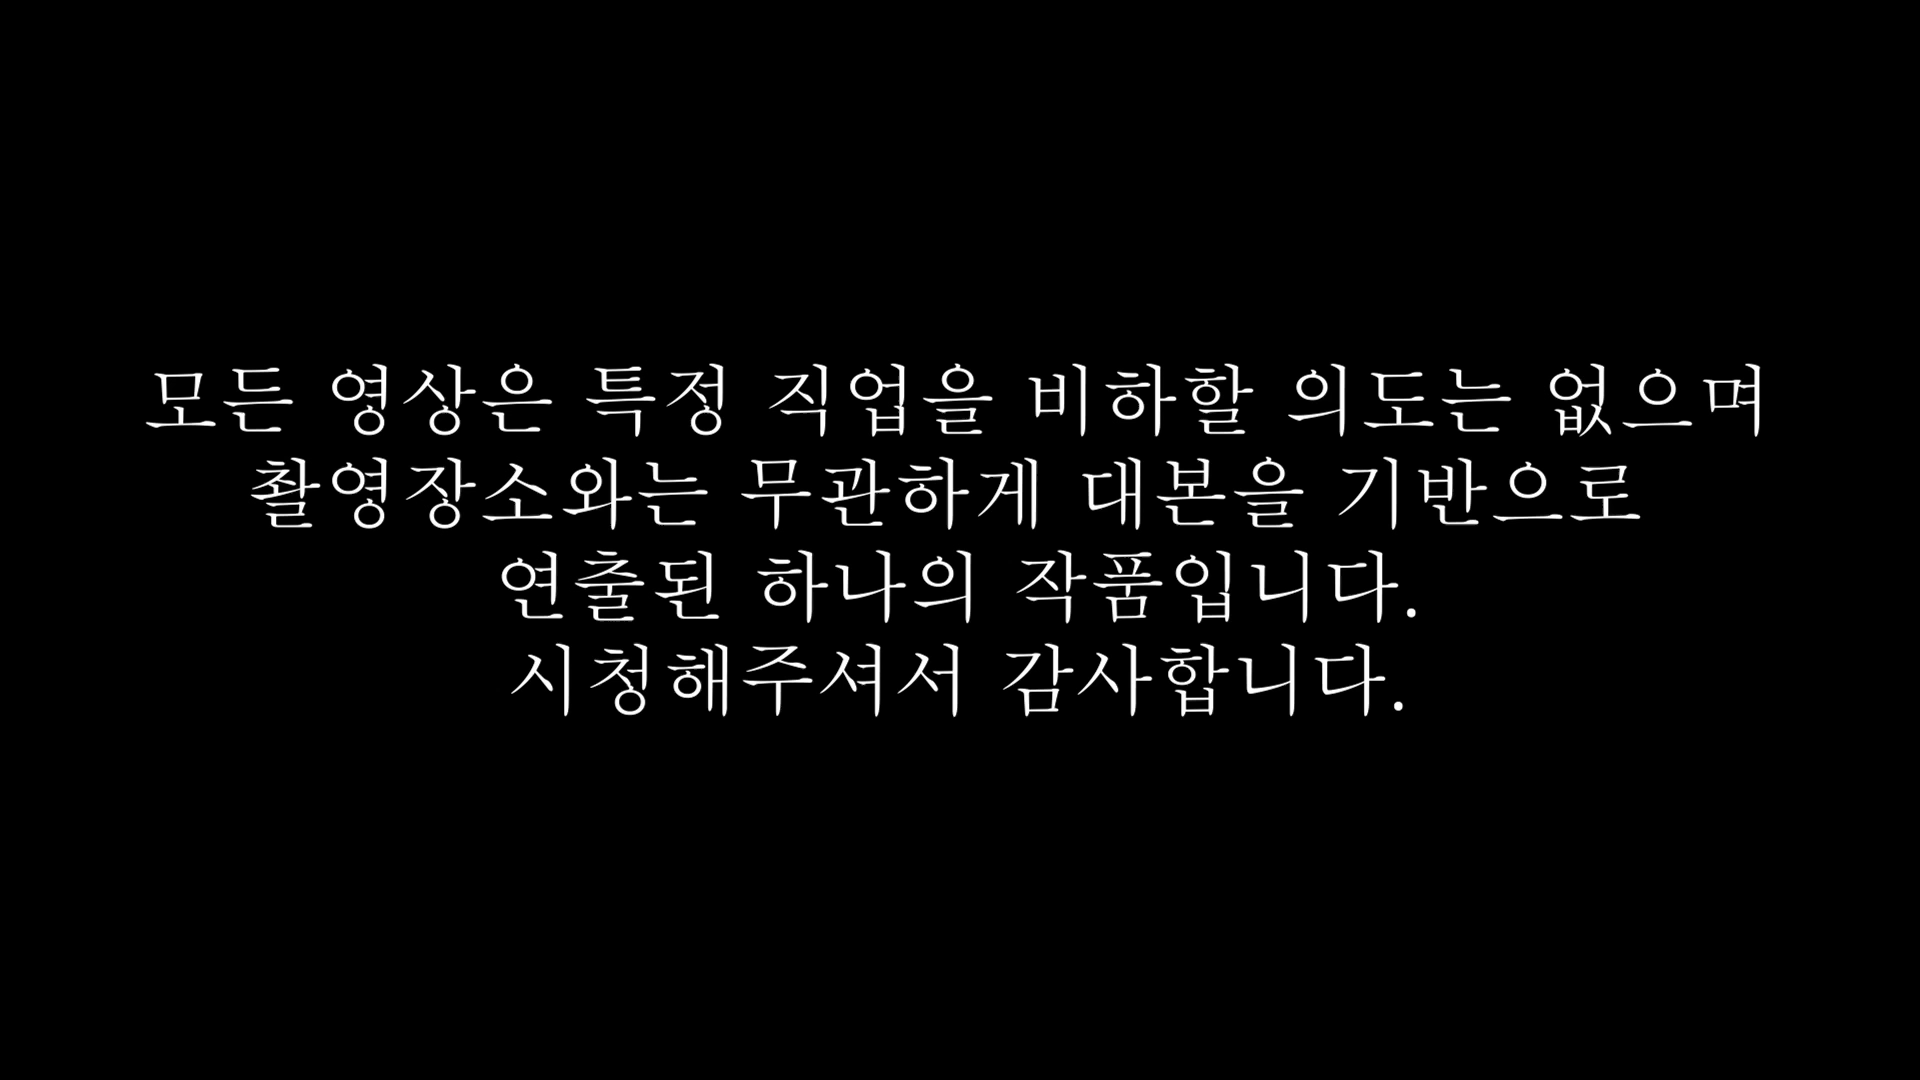 모든 영상은 특정 직업을 비하할 의도는 없으며
촬영장소와는 무관하게 대본을 기반으로
연출된 하나의 작품입니다.
시청해주셔서 감사합니다.